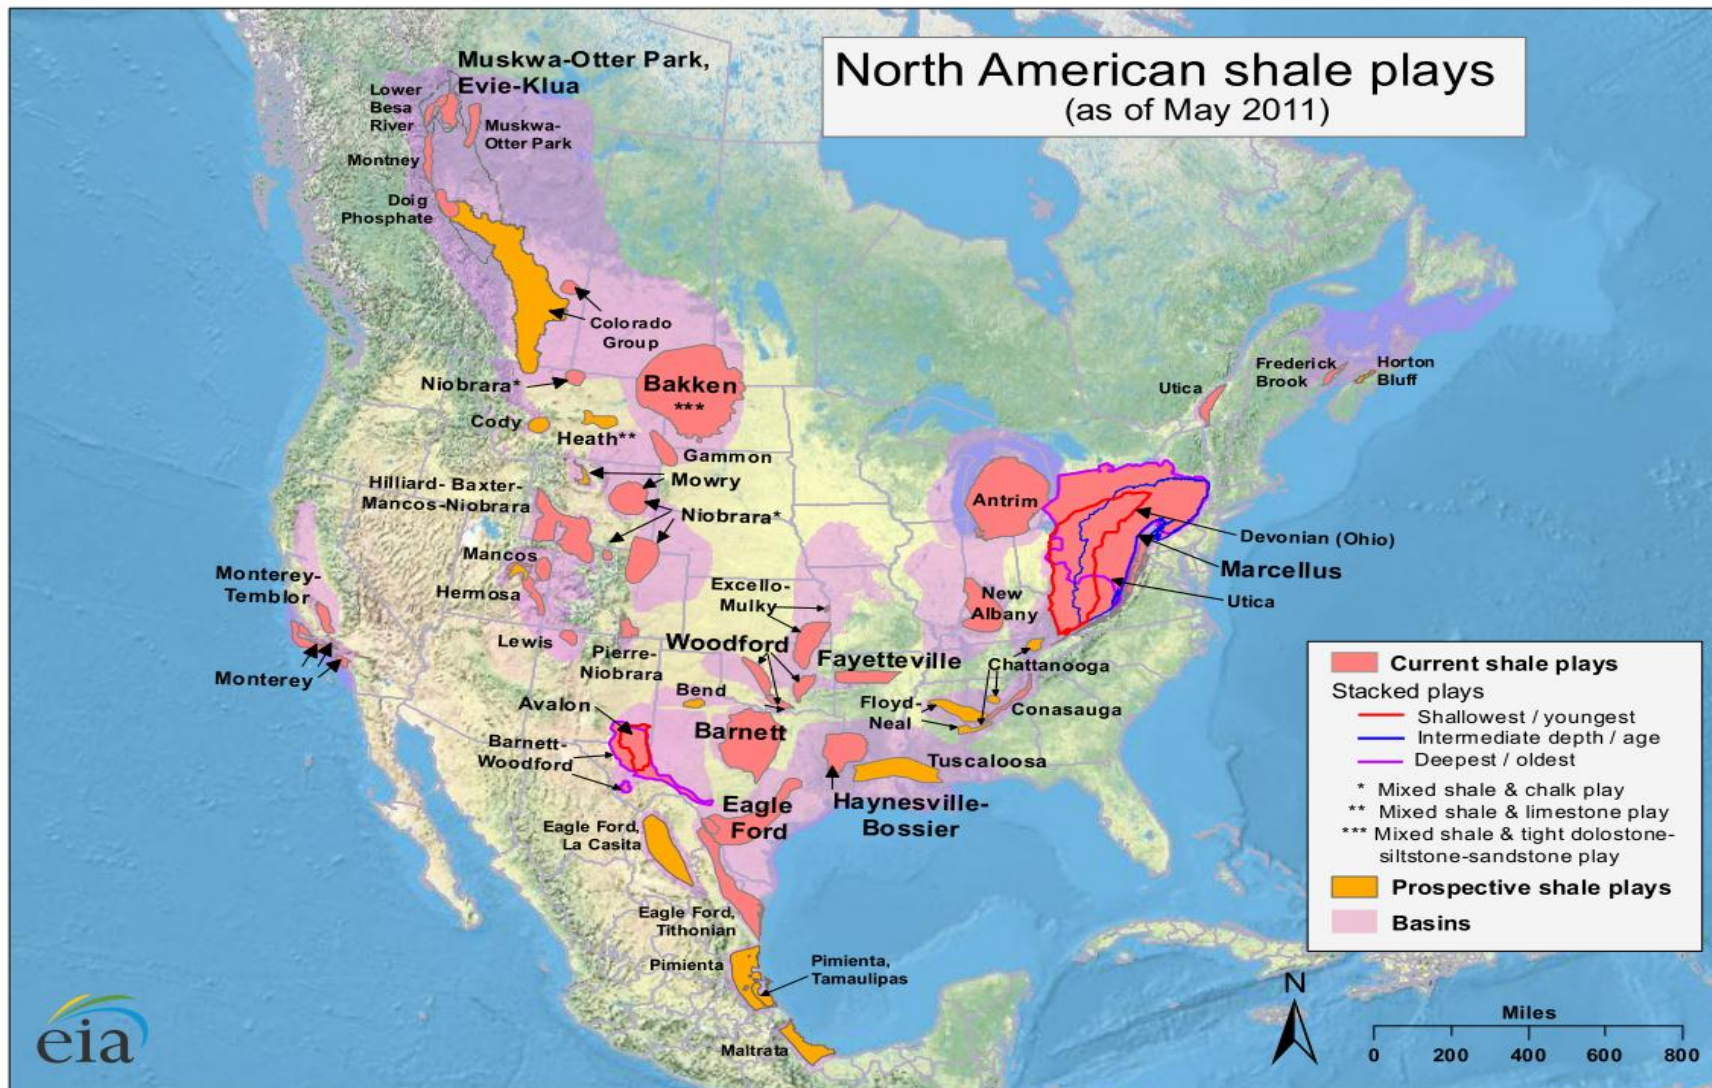 North American shale plays
(as of May 2011)
Muskwa-Otter Park,
Evie-Klua
Lower
Besa
River
Muskwa-
Otter Park
Montney
Doig
Phosphate
Colorado
Group
Niobrara*
Bakken
***
Cody
Heath**
Gammon
Mowry
Hilliard- Baxter-
Mancos-Niobrara
Niobrara*
Mancos
Hermosa
Monterey-
Temblor
Monterey
Lewis
Pierre-
Niobrara
Excello-
Mulky
Woodford
Fayetteville
Bend
Avalon
Barnett-
Woodford
Barnett
Eagle
Ford
Haynesville-
Bossier
Tuscaloosa
Floyd-
Neal
Conasauga
Chattanooga
New
Albany
Antrim
Devonian (Ohio)
Marcellus
Utica
Utica
Frederick
Brook
Horton
Bluff
Eagle Ford,
La Casita
Eagle Ford,
Tithonian
Pimienta
Pimienta,
Tamaulipas
Maltrata
Current shale plays
Stacked plays
Shallowest / youngest
Intermediate depth / age
Deepest / oldest
* Mixed shale & chalk play
** Mixed shale & limestone play
*** Mixed shale & tight dolostone-
siltstone-sandstone play
Prospective shale plays
Basins
N
Miles
0 200 400 600 800
eia